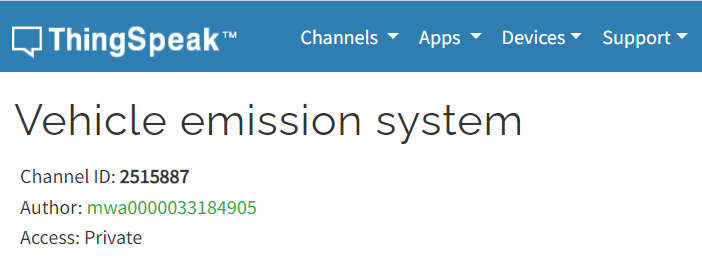 ThingSpeak™ Channels Apps Devices Support
Vehicle emission system
Channel ID: 2515887
Author: mwa0000033184905
Access: Private